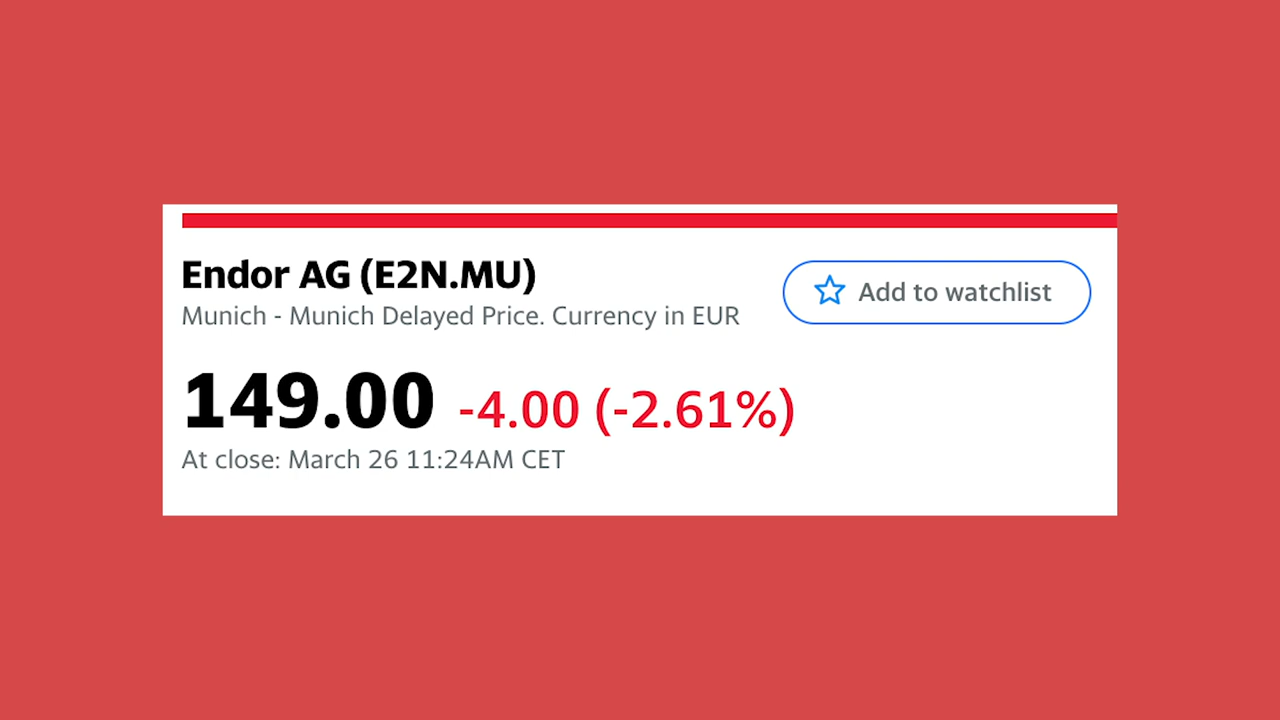 Endor AG (E2N.MU)
Munich - Munich Delayed Price. Currency in EUR
Add to watchlist
149.00 -4.00 (-2.61%)
At close: March 26 11:24AM CET